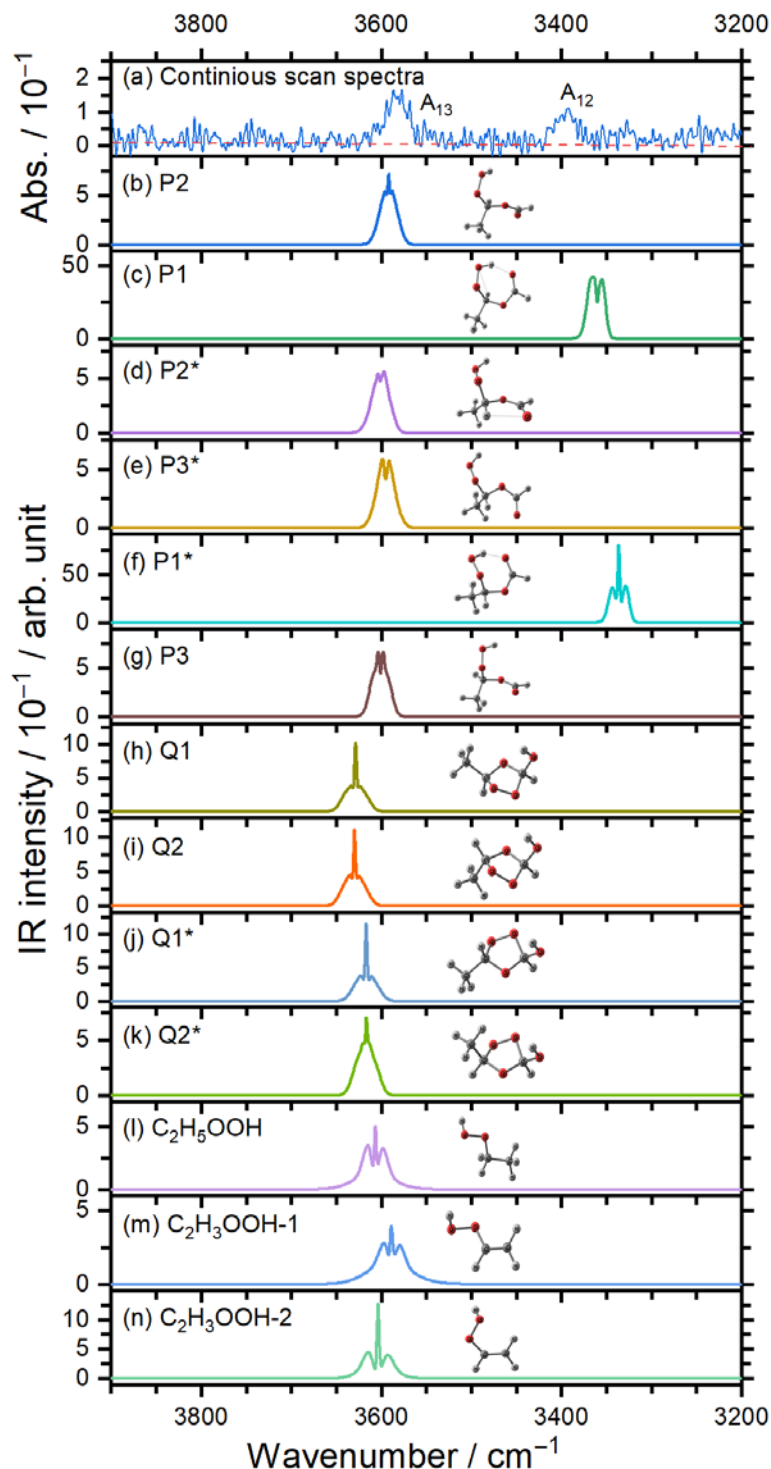 3800 3600 3400 3200
(a) Continious scan spectra
A₁₃
A₁₂
2
1
0
Abs. / 10⁻¹
(b) P2
5
0
(c) P1
50
0
(d) P2*
5
0
(e) P3*
5
0
(f) P1*
50
0
(g) P3
5
0
(h) Q1
10
5
0
(i) Q2
10
5
0
(j) Q1*
10
5
0
(k) Q2*
5
0
(l) C₂H₅OOH
5
0
(m) C₂H₃OOH-1
5
0
(n) C₂H₃OOH-2
10
5
0
IR intensity / 10⁻¹ / arb. unit
3800 3600 3400 3200
Wavenumber / cm⁻¹